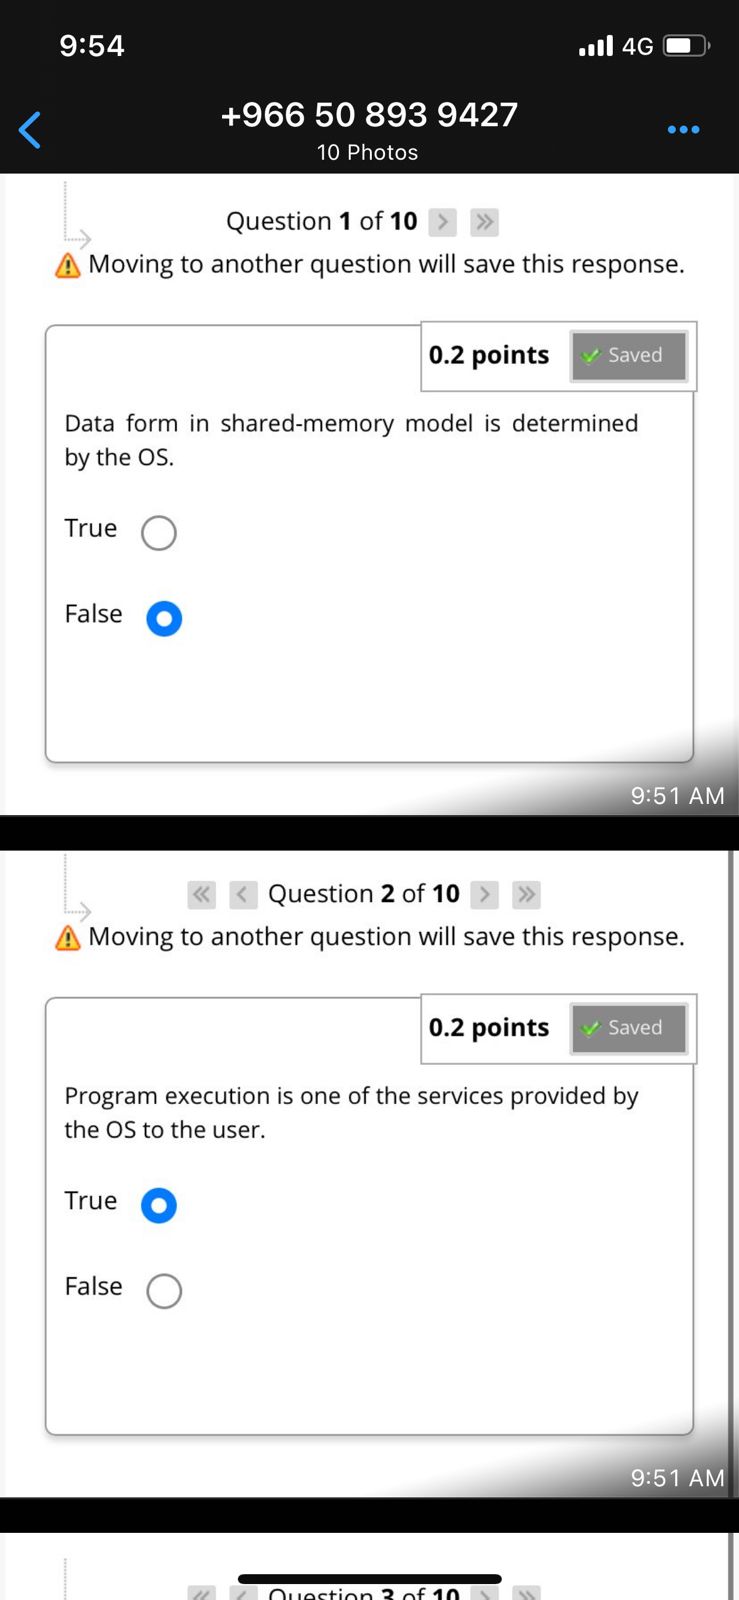 9:54
4G
+966 50 893 9427
10 Photos
Question 1 of 10
Moving to another question will save this response.
0.2 points
Saved
Data form in shared-memory model is determined
by the OS.
True
False
9:51 AM
Question 2 of 10
Moving to another question will save this response.
0.2 points
Saved
Program execution is one of the services provided by
the OS to the user.
True
False
9:51 AM
Question 3 of 10